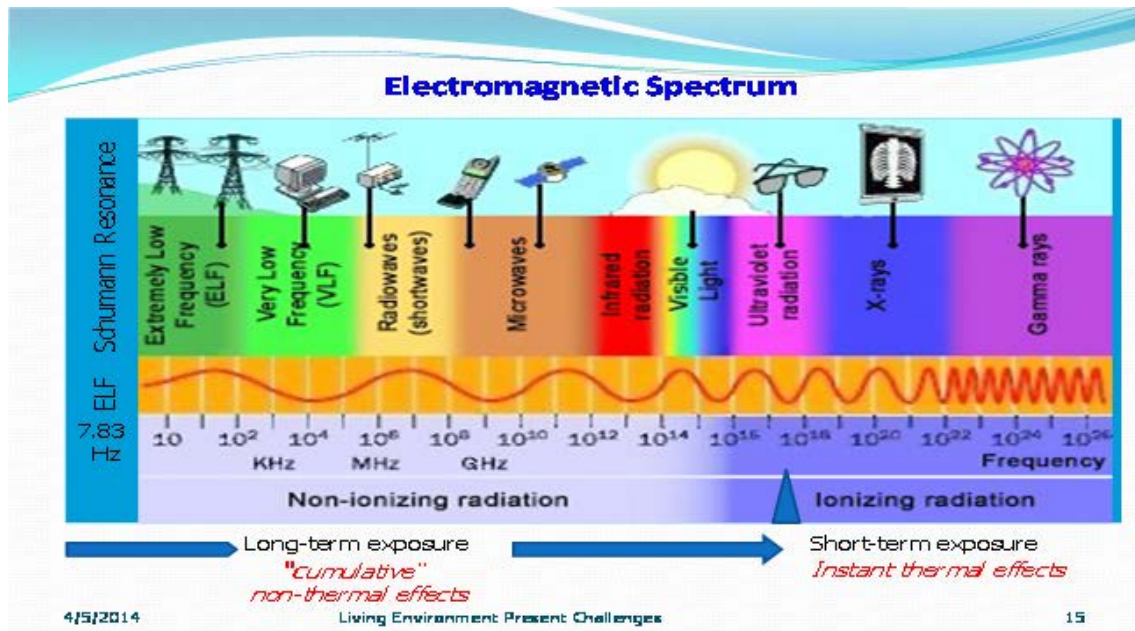 Electromagnetic Spectrum
7.83 Hz ELF Schumann Resonance
Extremely Low
Frequency
(ELF)
Very Low
Frequency
(VLF)
Radiowaves
(shortwaves)
Microwaves
Infrared
radiation
Visible
Light
Ultraviolet
radiation
X-rays
Gamma rays
10 10² 10⁴ 10⁶ 10⁸ 10¹⁰ 10¹² 10¹⁴ 10¹⁶ 10¹⁸ 10²⁰ 10²² 10²⁴ 10²⁶
KHz MHz GHz Frequency
Non-ionizing radiation Ionizing radiation
Long-term exposure Short-term exposure
"cumulative" Instant thermal effects
non-thermal effects
4/5/2014 Living Environment Present Challenges 15